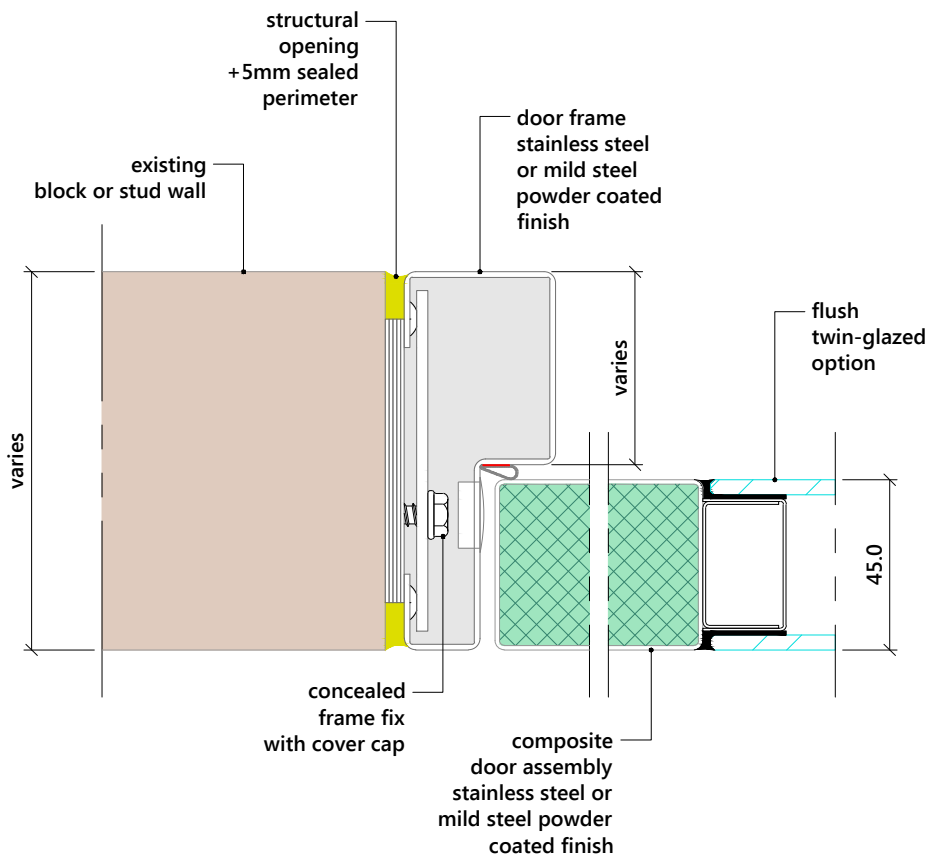 structural
opening
+5mm sealed
perimeter
door frame
stainless steel
or mild steel
powder coated
finish
existing
block or stud wall
flush
twin-glazed
option
varies
varies
45.0
concealed
frame fix
with cover cap
composite
door assembly
stainless steel or
mild steel powder
coated finish